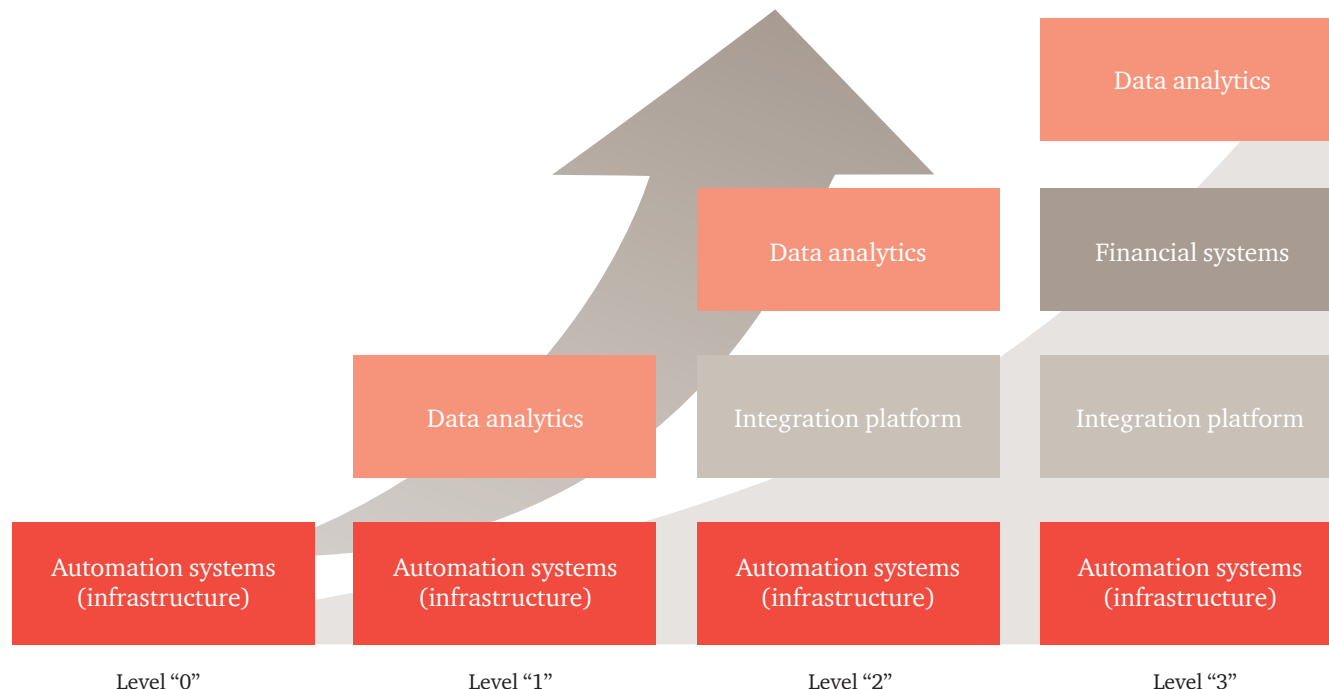 Data analytics
Data analytics
Financial systems
Data analytics
Integration platform
Integration platform
Automation systems
(infrastructure)
Automation systems
(infrastructure)
Automation systems
(infrastructure)
Automation systems
(infrastructure)
Level “0”
Level “1”
Level “2”
Level “3”